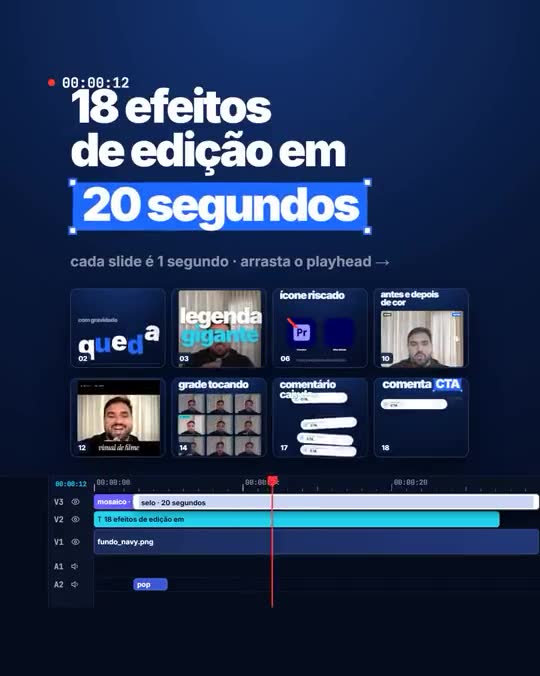 00:00:12
18 efeitos
de edição em
20 segundos
cada slide é 1 segundo · arrasta o playhead →
com gravidade
queda
02
legenda
gigante
03
ícone riscado
Pr
06
antes e depois
de cor
10
visual de filme
12
grade tocando
14
comentário
17
comenta CTA
18
00:00:12
00:00:00
00:00:20
V3
mosaico ·
selo · 20 segundos
V2
T 18 efeitos de edição em
V1
fundo_navy.png
A1
A2
pop